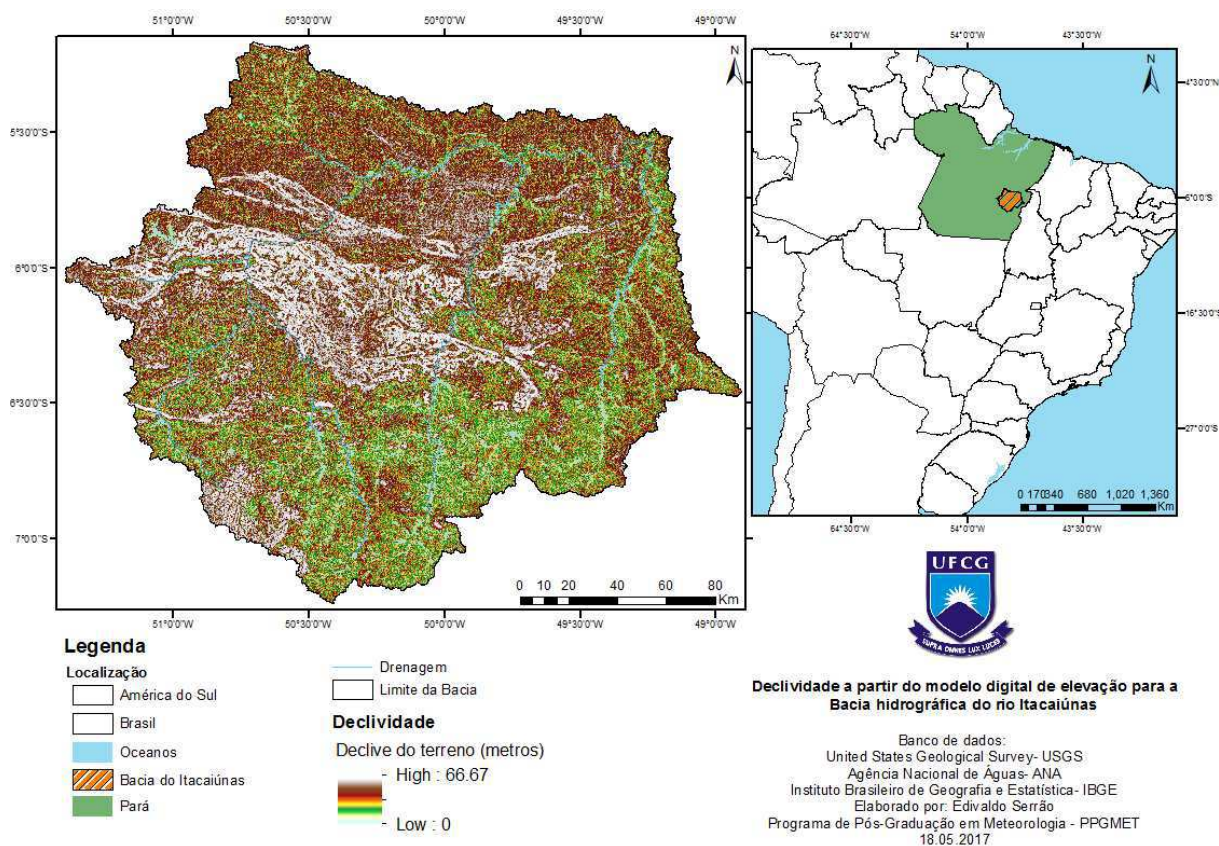 51°0'0"W 50°30'0"W 50°0'0"W 49°30'0"W 49°0'0"W
N
5°30'0"S
6°0'0"S
6°30'0"S
7°0'0"S
0 10 20 40 60 80
Km
51°0'0"W 50°30'0"W 50°0'0"W 49°30'0"W 49°0'0"W
64°30'0"W 54°0'0"W 43°30'0"W
N
4°30'0"N
6°0'0"S
16°30'0"S
27°0'0"S
0 170340 680 1,020 1,360
Km
64°30'0"W 54°0'0"W 43°30'0"W
Legenda
Localização
América do Sul
Brasil
Oceanos
Bacia do Itacaiúnas
Pará
Drenagem
Limite da Bacia
Declividade
Declive do terreno (metros)
High : 66.67
Low : 0
UFCG
SUPRA OMNES LUX LUCES
Declividade a partir do modelo digital de elevação para a
Bacia hidrográfica do rio Itacaiúnas
Banco de dados:
United States Geological Survey- USGS
Agência Nacional de Águas- ANA
Instituto Brasileiro de Geografia e Estatística- IBGE
Elaborado por: Edivaldo Serrão
Programa de Pós-Graduação em Meteorologia - PPGMET
18.05.2017